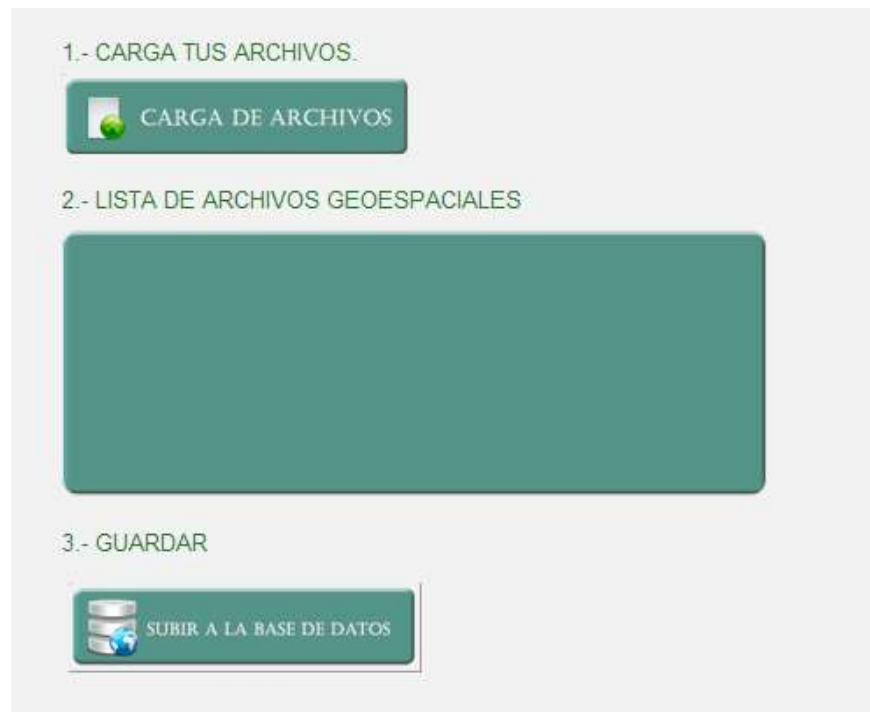 1.- CARGA TUS ARCHIVOS.
CARGA DE ARCHIVOS
2.- LISTA DE ARCHIVOS GEOESPACIALES
3.- GUARDAR
SUBIR A LA BASE DE DATOS